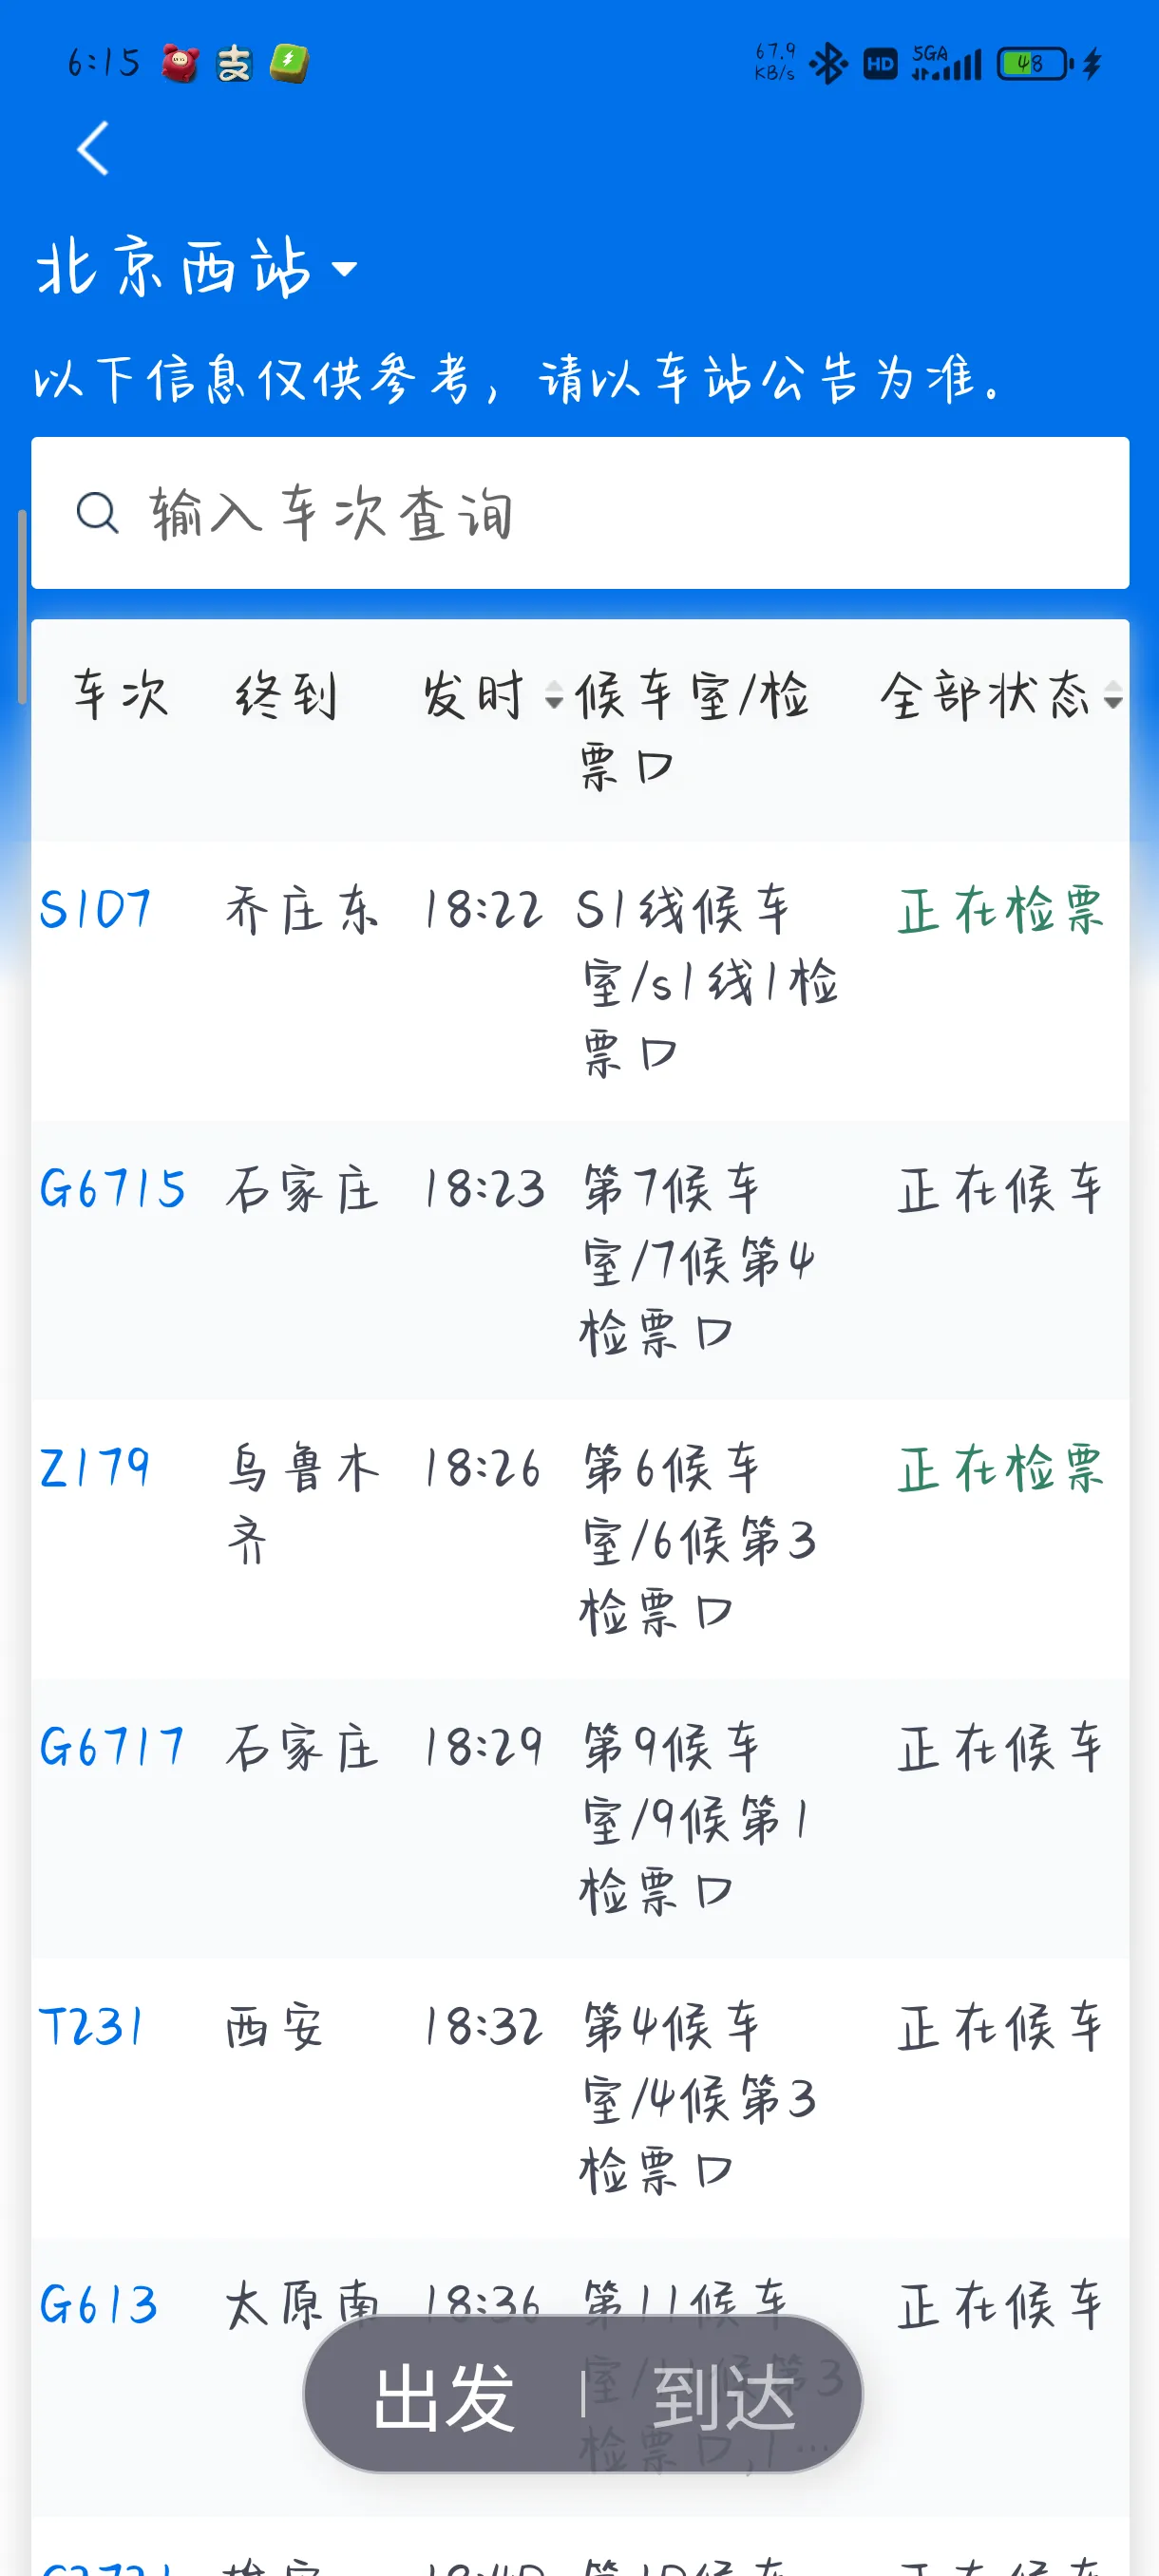 6:15 支 67.9 KB/s HD 5GA 48
北京西站
以下信息仅供参考，请以车站公告为准。
输入车次查询
车次 终到 发时 候车室/检
票口 全部状态
S107 乔庄东 18:22 S1线候车
室/s1线1检
票口 正在检票
G6715 石家庄 18:23 第7候车
室/7候第4
检票口 正在候车
Z179 乌鲁木
齐 18:26 第6候车
室/6候第3
检票口 正在检票
G6717 石家庄 18:29 第9候车
室/9候第1
检票口 正在候车
T231 西安 18:32 第4候车
室/4候第3
检票口 正在候车
G613 太原南 18:36 第11候车
室/11候第3
检票口,1… 正在候车
出发 | 到达